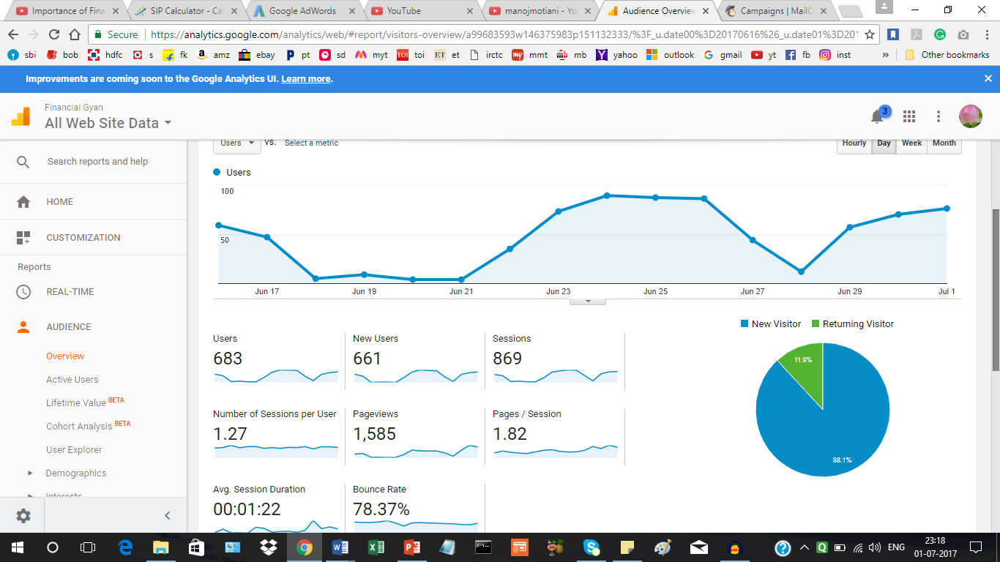 Importance of Fina
SIP Calculator - Cal
Google AdWords
YouTube
manojmotiani - Yo
Audience Overview
Campaigns | MailC
Secure
https://analytics.google.com/analytics/web/#report/visitors-overview/a99683593w146375983p151132333/%3F_u.date00%3D20170616%26_u.date01%3D201
sbi bob hdfc s fk amz ebay pt sd myt toi et irctc mmt mb yahoo outlook gmail yt fb inst » Other bookmarks
Improvements are coming soon to the Google Analytics UI. Learn more.
Financial Gyan
All Web Site Data
3
Search reports and help
HOME
CUSTOMIZATION
Reports
REAL-TIME
AUDIENCE
Overview
Active Users
Lifetime Value BETA
Cohort Analysis BETA
User Explorer
Demographics
Interests
Users VS. Select a metric
Hourly Day Week Month
Users
100
50
Jun 17 Jun 19 Jun 21 Jun 23 Jun 25 Jun 27 Jun 29 Jul 1
New Visitor Returning Visitor
Users New Users Sessions
683 661 869
11.9%
88.1%
Number of Sessions per User Pageviews Pages / Session
1.27 1,585 1.82
Avg. Session Duration Bounce Rate
00:01:22 78.37%
ENG
23:18
01-07-2017